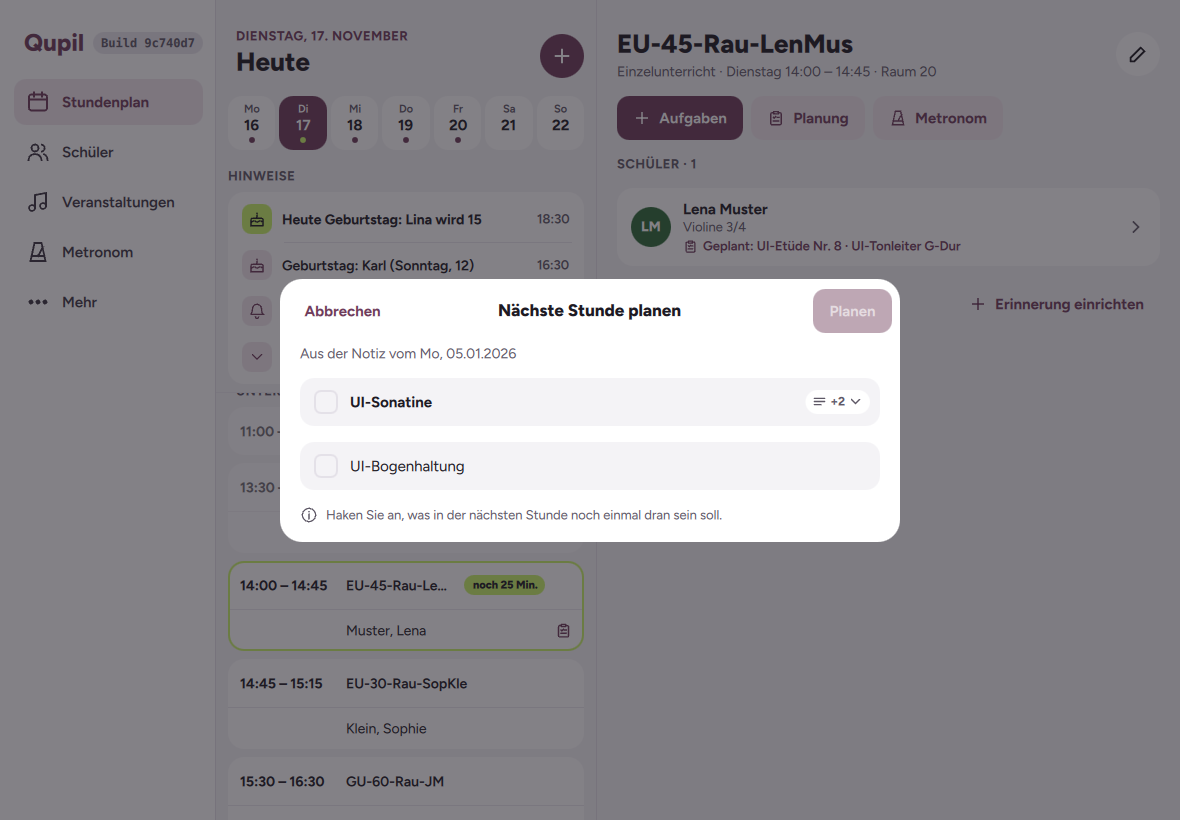 Qupil
Build 9c740d7
Stundenplan
Schüler
Veranstaltungen
Metronom
Mehr
DIENSTAG, 17. NOVEMBER
Heute
Mo
16
Di
17
Mi
18
Do
19
Fr
20
Sa
21
So
22
HINWEISE
Heute Geburtstag: Lina wird 15
18:30
Geburtstag: Karl (Sonntag, 12)
16:30
11:00
13:30
14:00 – 14:45
EU-45-Rau-Le...
noch 25 Min.
Muster, Lena
14:45 – 15:15
EU-30-Rau-SopKle
Klein, Sophie
15:30 – 16:30
GU-60-Rau-JM
EU-45-Rau-LenMus
Einzelunterricht · Dienstag 14:00 – 14:45 · Raum 20
Aufgaben
Planung
Metronom
SCHÜLER · 1
LM
Lena Muster
Violine 3/4
Geplant: UI-Etüde Nr. 8 · UI-Tonleiter G-Dur
Erinnerung einrichten
Abbrechen
Nächste Stunde planen
Planen
Aus der Notiz vom Mo, 05.01.2026
UI-Sonatine
+2
UI-Bogenhaltung
Haken Sie an, was in der nächsten Stunde noch einmal dran sein soll.